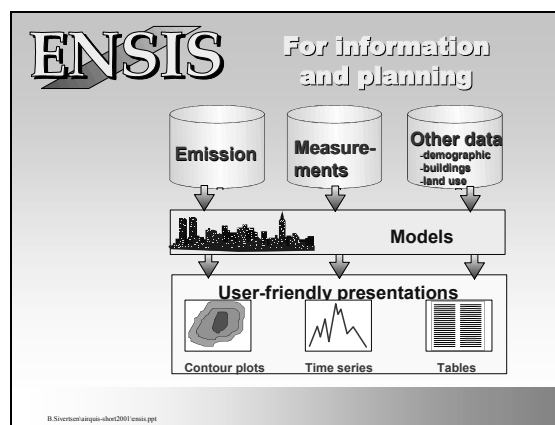 ENSIS
For information
and planning
Emission
Measure-
ments
Other data
-demographic
-buildings
-land use
Models
User-friendly presentations
Contour plots
Time series
Tables
B.Sivertsen\airquis-short2001\ensis.ppt